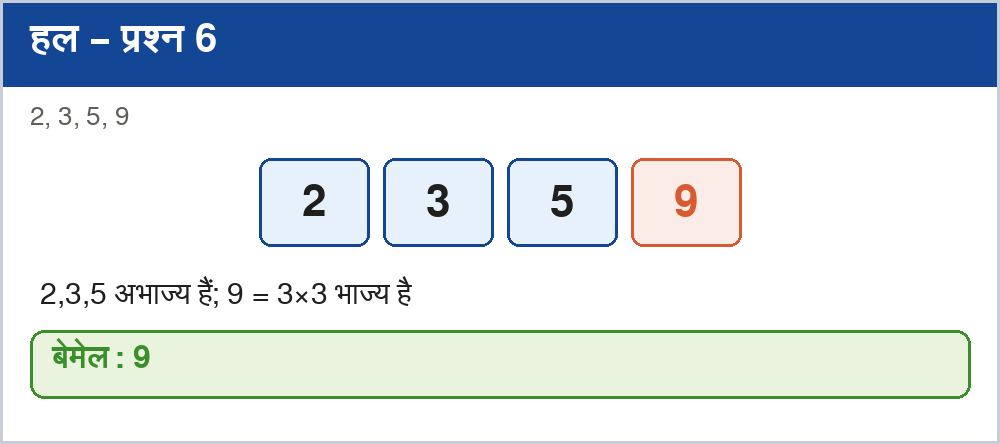 हल – प्रश्न 6
2, 3, 5, 9
2 3 5 9
2,3,5 अभाज्य हैं; 9 = 3×3 भाज्य है
बेमेल : 9